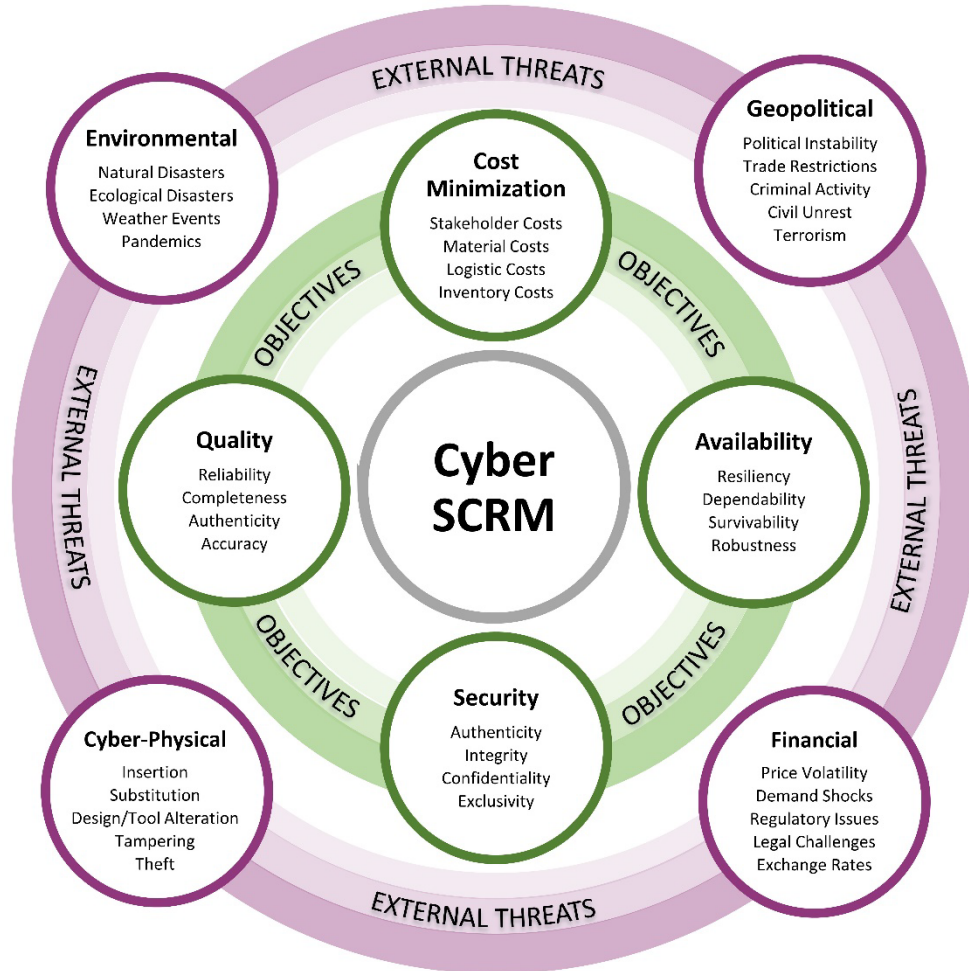 EXTERNAL THREATS
Environmental
Natural Disasters
Ecological Disasters
Weather Events
Pandemics
Cost
Minimization
Stakeholder Costs
Material Costs
Logistic Costs
Inventory Costs
Geopolitical
Political Instability
Trade Restrictions
Criminal Activity
Civil Unrest
Terrorism
OBJECTIVES
OBJECTIVES
EXTERNAL THREATS
Quality
Reliability
Completeness
Authenticity
Accuracy
Cyber
SCRM
Availability
Resiliency
Dependability
Survivability
Robustness
EXTERNAL THREATS
OBJECTIVES
OBJECTIVES
Cyber-Physical
Insertion
Substitution
Design/Tool Alteration
Tampering
Theft
Security
Authenticity
Integrity
Confidentiality
Exclusivity
Financial
Price Volatility
Demand Shocks
Regulatory Issues
Legal Challenges
Exchange Rates
EXTERNAL THREATS